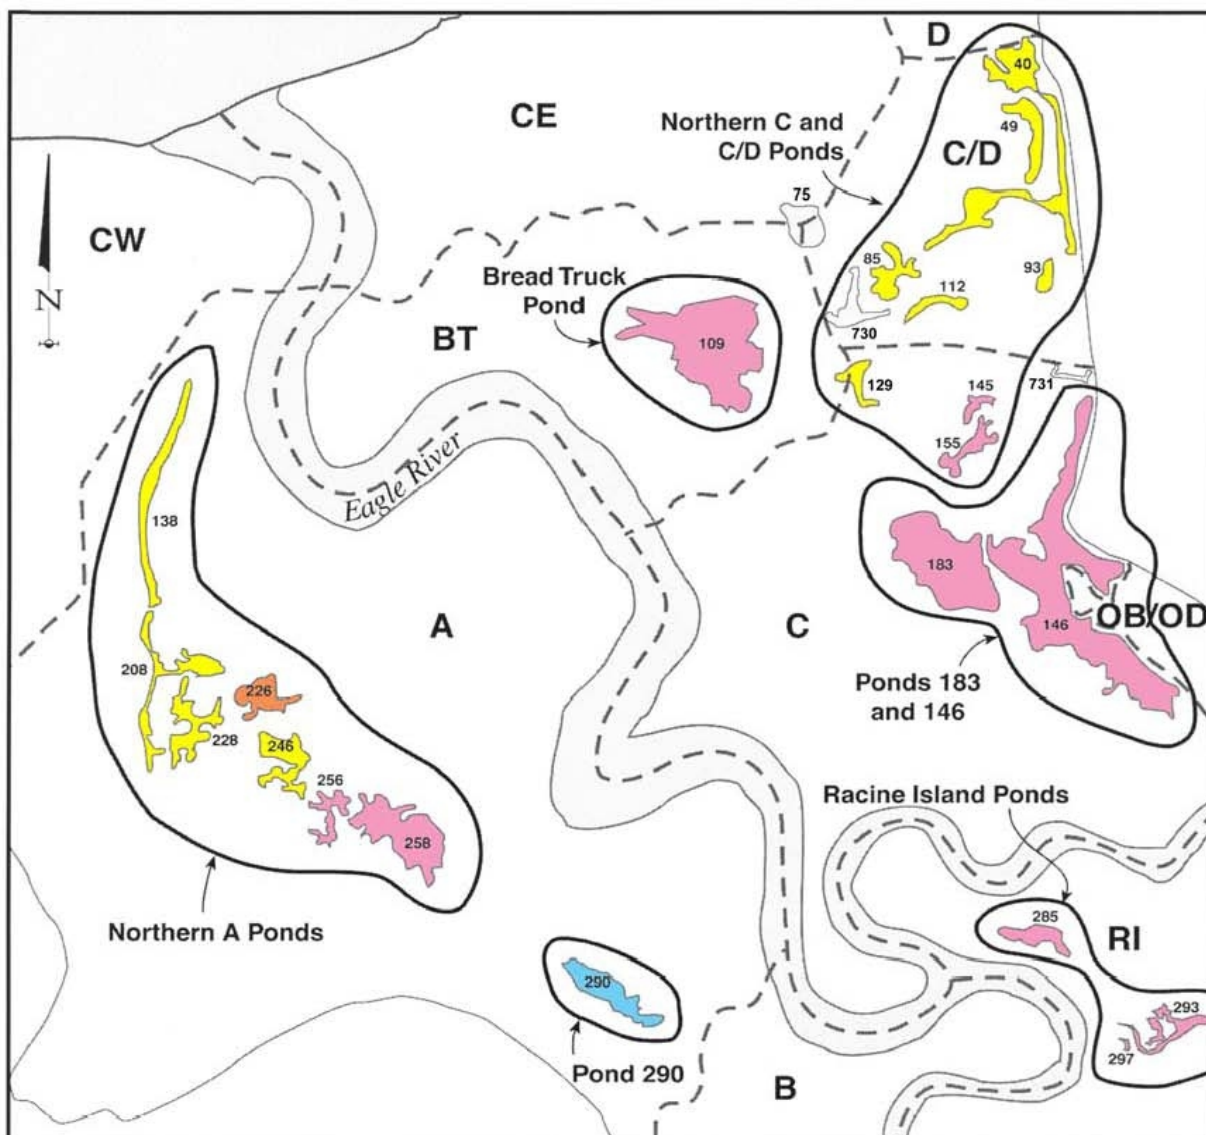 D
40
CE
Northern C and
C/D Ponds
49
C/D
75
CW
N
85
93
Bread Truck
Pond
112
730
BT
109
129
145
731
155
Eagle River
138
183
A
C
146
OB/OD
208
226
Ponds 183
and 146
228
246
256
Racine Island Ponds
258
285
Northern A Ponds
RI
290
293
297
Pond 290
B